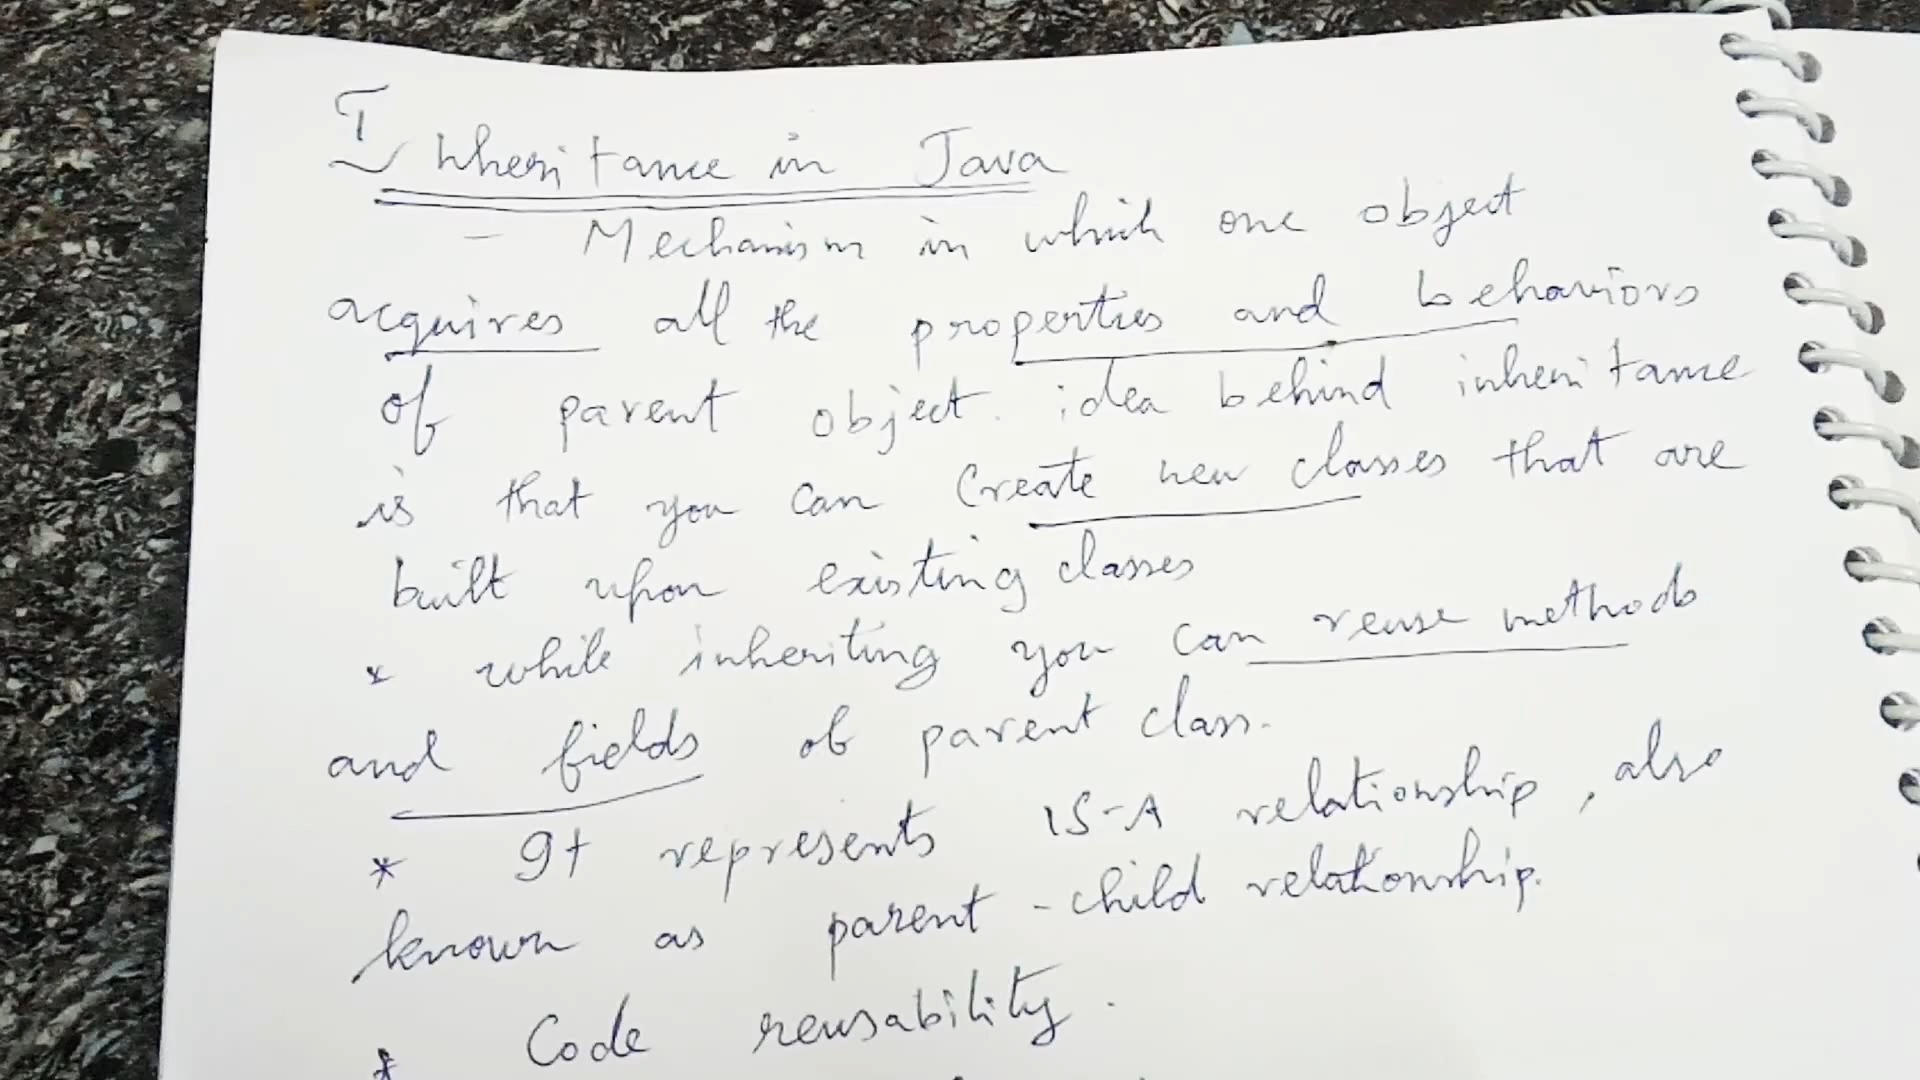 Inheritance in Java
- Mechanism in which one object
acquires all the properties and behaviors
of parent object. idea behind inheritance
is that you can Create new classes that are
built upon existing classes
* while inheriting you can reuse methods
and fields of parent class.
* It represents IS-A relationship, also
known as parent-child relationship.
* Code reusability.